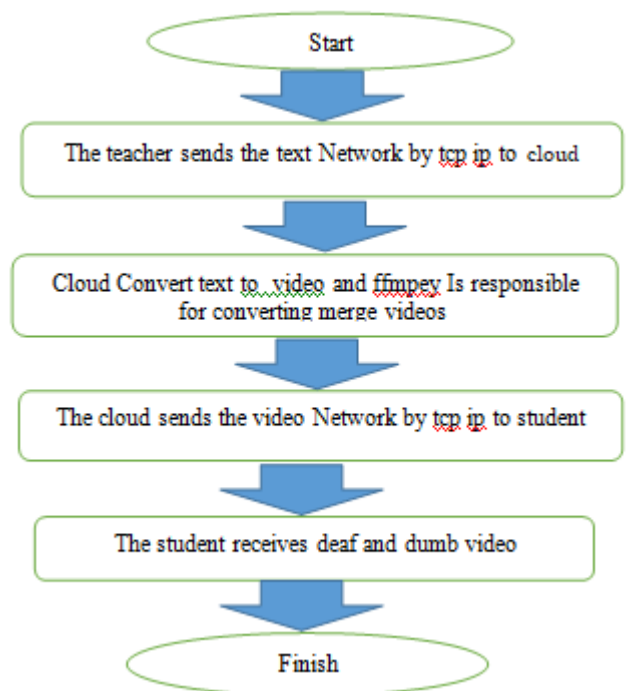 Start
The teacher sends the text Network by tcp ip to cloud
Cloud Convert text to video and ffmpey Is responsible
for converting merge videos
The cloud sends the video Network by tcp ip to student
The student receives deaf and dumb video
Finish